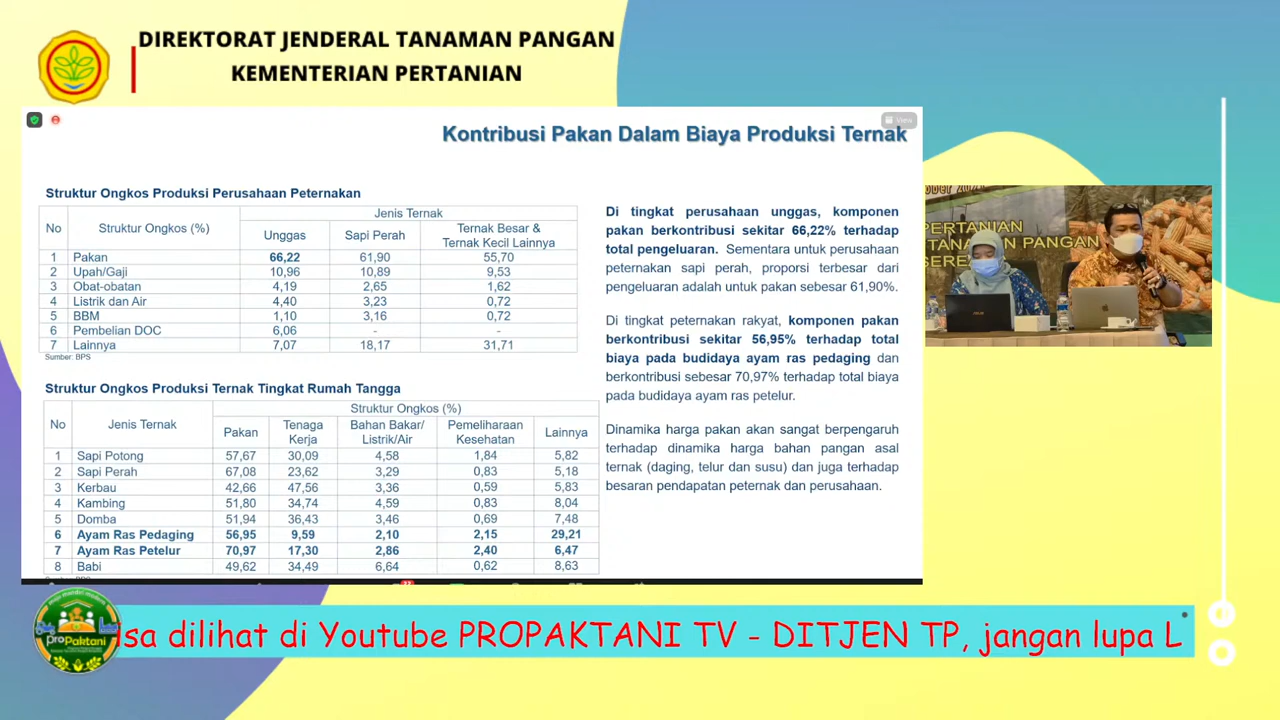 DIREKTORAT JENDERAL TANAMAN PANGAN
KEMENTERIAN PERTANIAN
View
Kontribusi Pakan Dalam Biaya Produksi Ternak
Struktur Ongkos Produksi Perusahaan Peternakan
No Struktur Ongkos (%) Jenis Ternak
Unggas Sapi Perah Ternak Besar &
Ternak Kecil Lainnya
1 Pakan 66,22 61,90 55,70
2 Upah/Gaji 10,96 10,89 9,53
3 Obat-obatan 4,19 2,65 1,62
4 Listrik dan Air 4,40 3,23 0,72
5 BBM 1,10 3,16 0,72
6 Pembelian DOC 6,06 - -
7 Lainnya 7,07 18,17 31,71
Sumber: BPS
Struktur Ongkos Produksi Ternak Tingkat Rumah Tangga
No Jenis Ternak Struktur Ongkos (%)
Pakan Tenaga Kerja Bahan Bakar/ Listrik/Air Pemeliharaan Kesehatan Lainnya
1 Sapi Potong 57,67 30,09 4,58 1,84 5,82
2 Sapi Perah 67,08 23,62 3,29 0,83 5,18
3 Kerbau 42,66 47,56 3,36 0,59 5,83
4 Kambing 51,80 34,74 4,59 0,83 8,04
5 Domba 51,94 36,43 3,46 0,69 7,48
6 Ayam Ras Pedaging 56,95 9,59 2,10 2,15 29,21
7 Ayam Ras Petelur 70,97 17,30 2,86 2,40 6,47
8 Babi 49,62 34,49 6,64 0,62 8,63
Di tingkat perusahaan unggas, komponen
pakan berkontribusi sekitar 66,22% terhadap
total pengeluaran. Sementara untuk perusahaan
peternakan sapi perah, proporsi terbesar dari
pengeluaran adalah untuk pakan sebesar 61,90%.
Di tingkat peternakan rakyat, komponen pakan
berkontribusi sekitar 56,95% terhadap total
biaya pada budidaya ayam ras pedaging dan
berkontribusi sebesar 70,97% terhadap total biaya
pada budidaya ayam ras petelur.
Dinamika harga pakan akan sangat berpengaruh
terhadap dinamika harga bahan pangan asal
ternak (daging, telur dan susu) dan juga terhadap
besaran pendapatan peternak dan perusahaan.
PERTANIAN
TANAMAN PANGAN
proPaktani
isa dilihat di Youtube PROPAKTANI TV - DITJEN TP, jangan lupa L